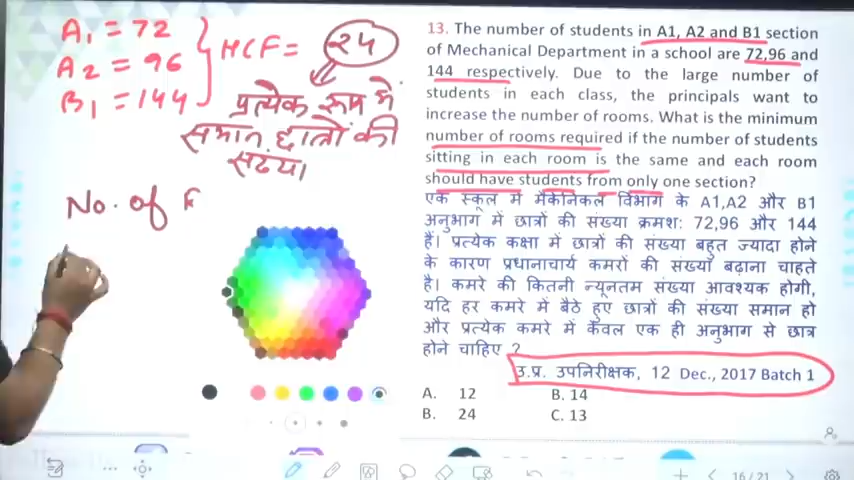 A1 = 72
A2 = 96
B1 = 144
HCF = 24
प्रत्येक रूम में
समान छात्रों की
संख्या
No. of R
13. The number of students in A1, A2 and B1 section
of Mechanical Department in a school are 72,96 and
144 respectively. Due to the large number of
students in each class, the principals want to
increase the number of rooms. What is the minimum
number of rooms required if the number of students
sitting in each room is the same and each room
should have students from only one section?
एक स्कूल में मैकेनिकल विभाग के A1,A2 और B1
अनुभाग में छात्रों की संख्या क्रमश: 72,96 और 144
है। प्रत्येक कक्षा में छात्रों की संख्या बहुत ज्यादा होने
के कारण प्रधानाचार्य कमरों की संख्या बढ़ाना चाहते
है। कमरे की कितनी न्यूनतम संख्या आवश्यक होगी,
यदि हर कमरे में बैठे हुए छात्रों की संख्या समान हो
और प्रत्येक कमरे में केवल एक ही अनुभाग से छात्र
होने चाहिए ?
उ.प्र. उपनिरीक्षक, 12 Dec., 2017 Batch 1
A. 12 B. 14
B. 24 C. 13
16/21